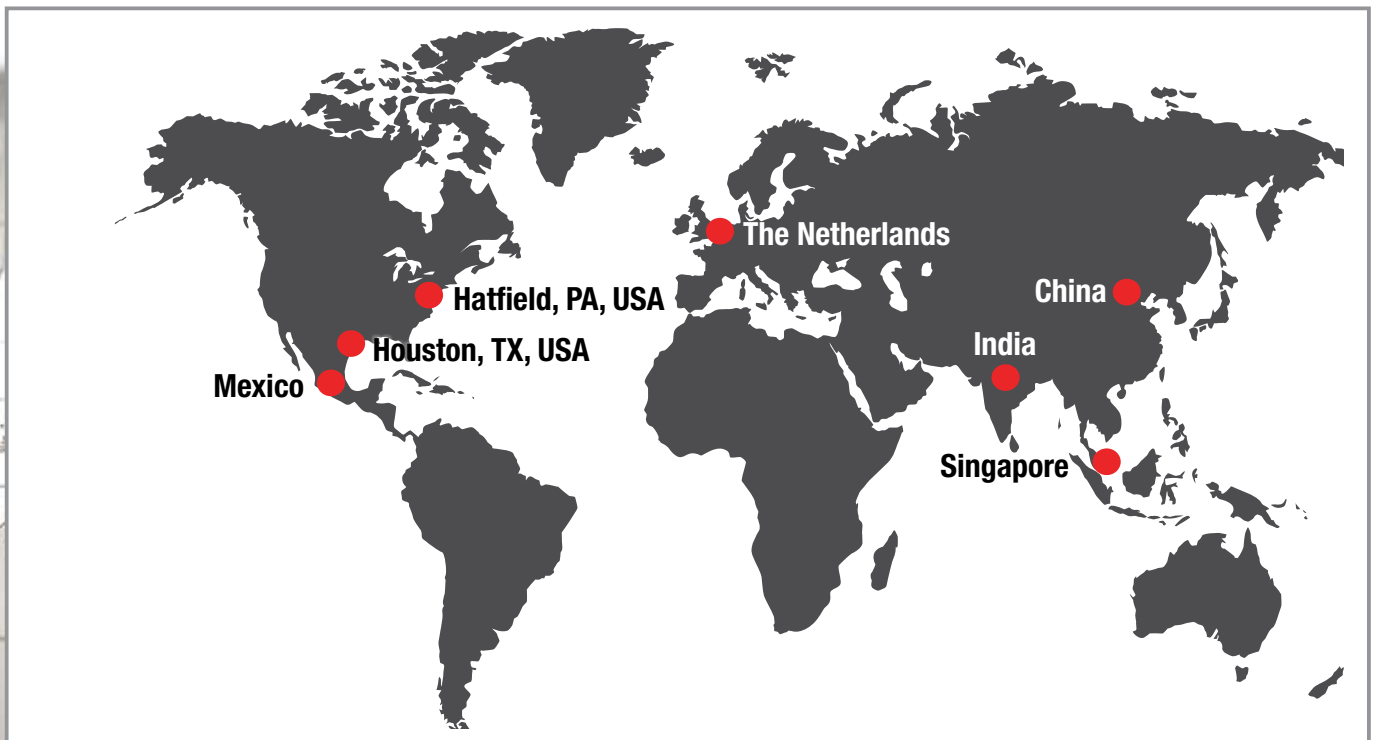 The Netherlands
Hatfield, PA, USA
China
Houston, TX, USA
India
Mexico
Singapore